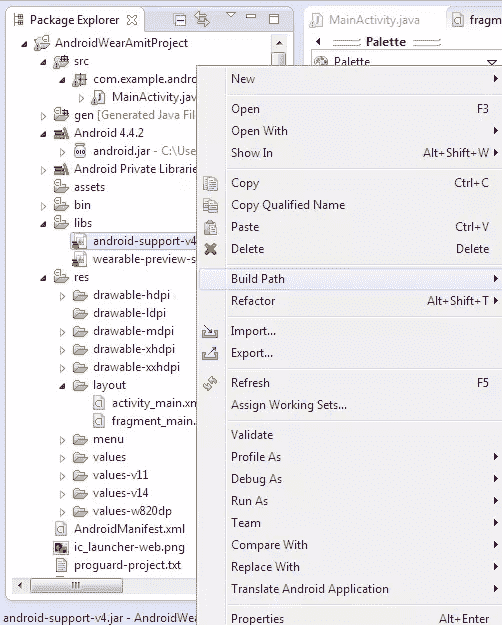 Package Explorer
MainActivity.java
fragm
Palette
Palette
AndroidWearAmitProject
src
com.example.andro
MainActivity.jav
gen [Generated Java File
Android 4.4.2
android.jar - C:\Use
Android Private Librarie
assets
bin
libs
android-support-v4
wearable-preview-s
res
drawable-hdpi
drawable-ldpi
drawable-mdpi
drawable-xhdpi
drawable-xxhdpi
layout
activity_main.xm
fragment_main.
menu
values
values-v11
values-v14
values-w820dp
AndroidManifest.xml
ic_launcher-web.png
proguard-project.txt
android-support-v4.jar - AndroidWea
New
Open F3
Open With
Show In Alt+Shift+W
Copy Ctrl+C
Copy Qualified Name
Paste Ctrl+V
Delete Delete
Build Path
Refactor Alt+Shift+T
Import...
Export...
Refresh F5
Assign Working Sets...
Validate
Profile As
Debug As
Run As
Team
Compare With
Replace With
Translate Android Application
Properties Alt+Enter